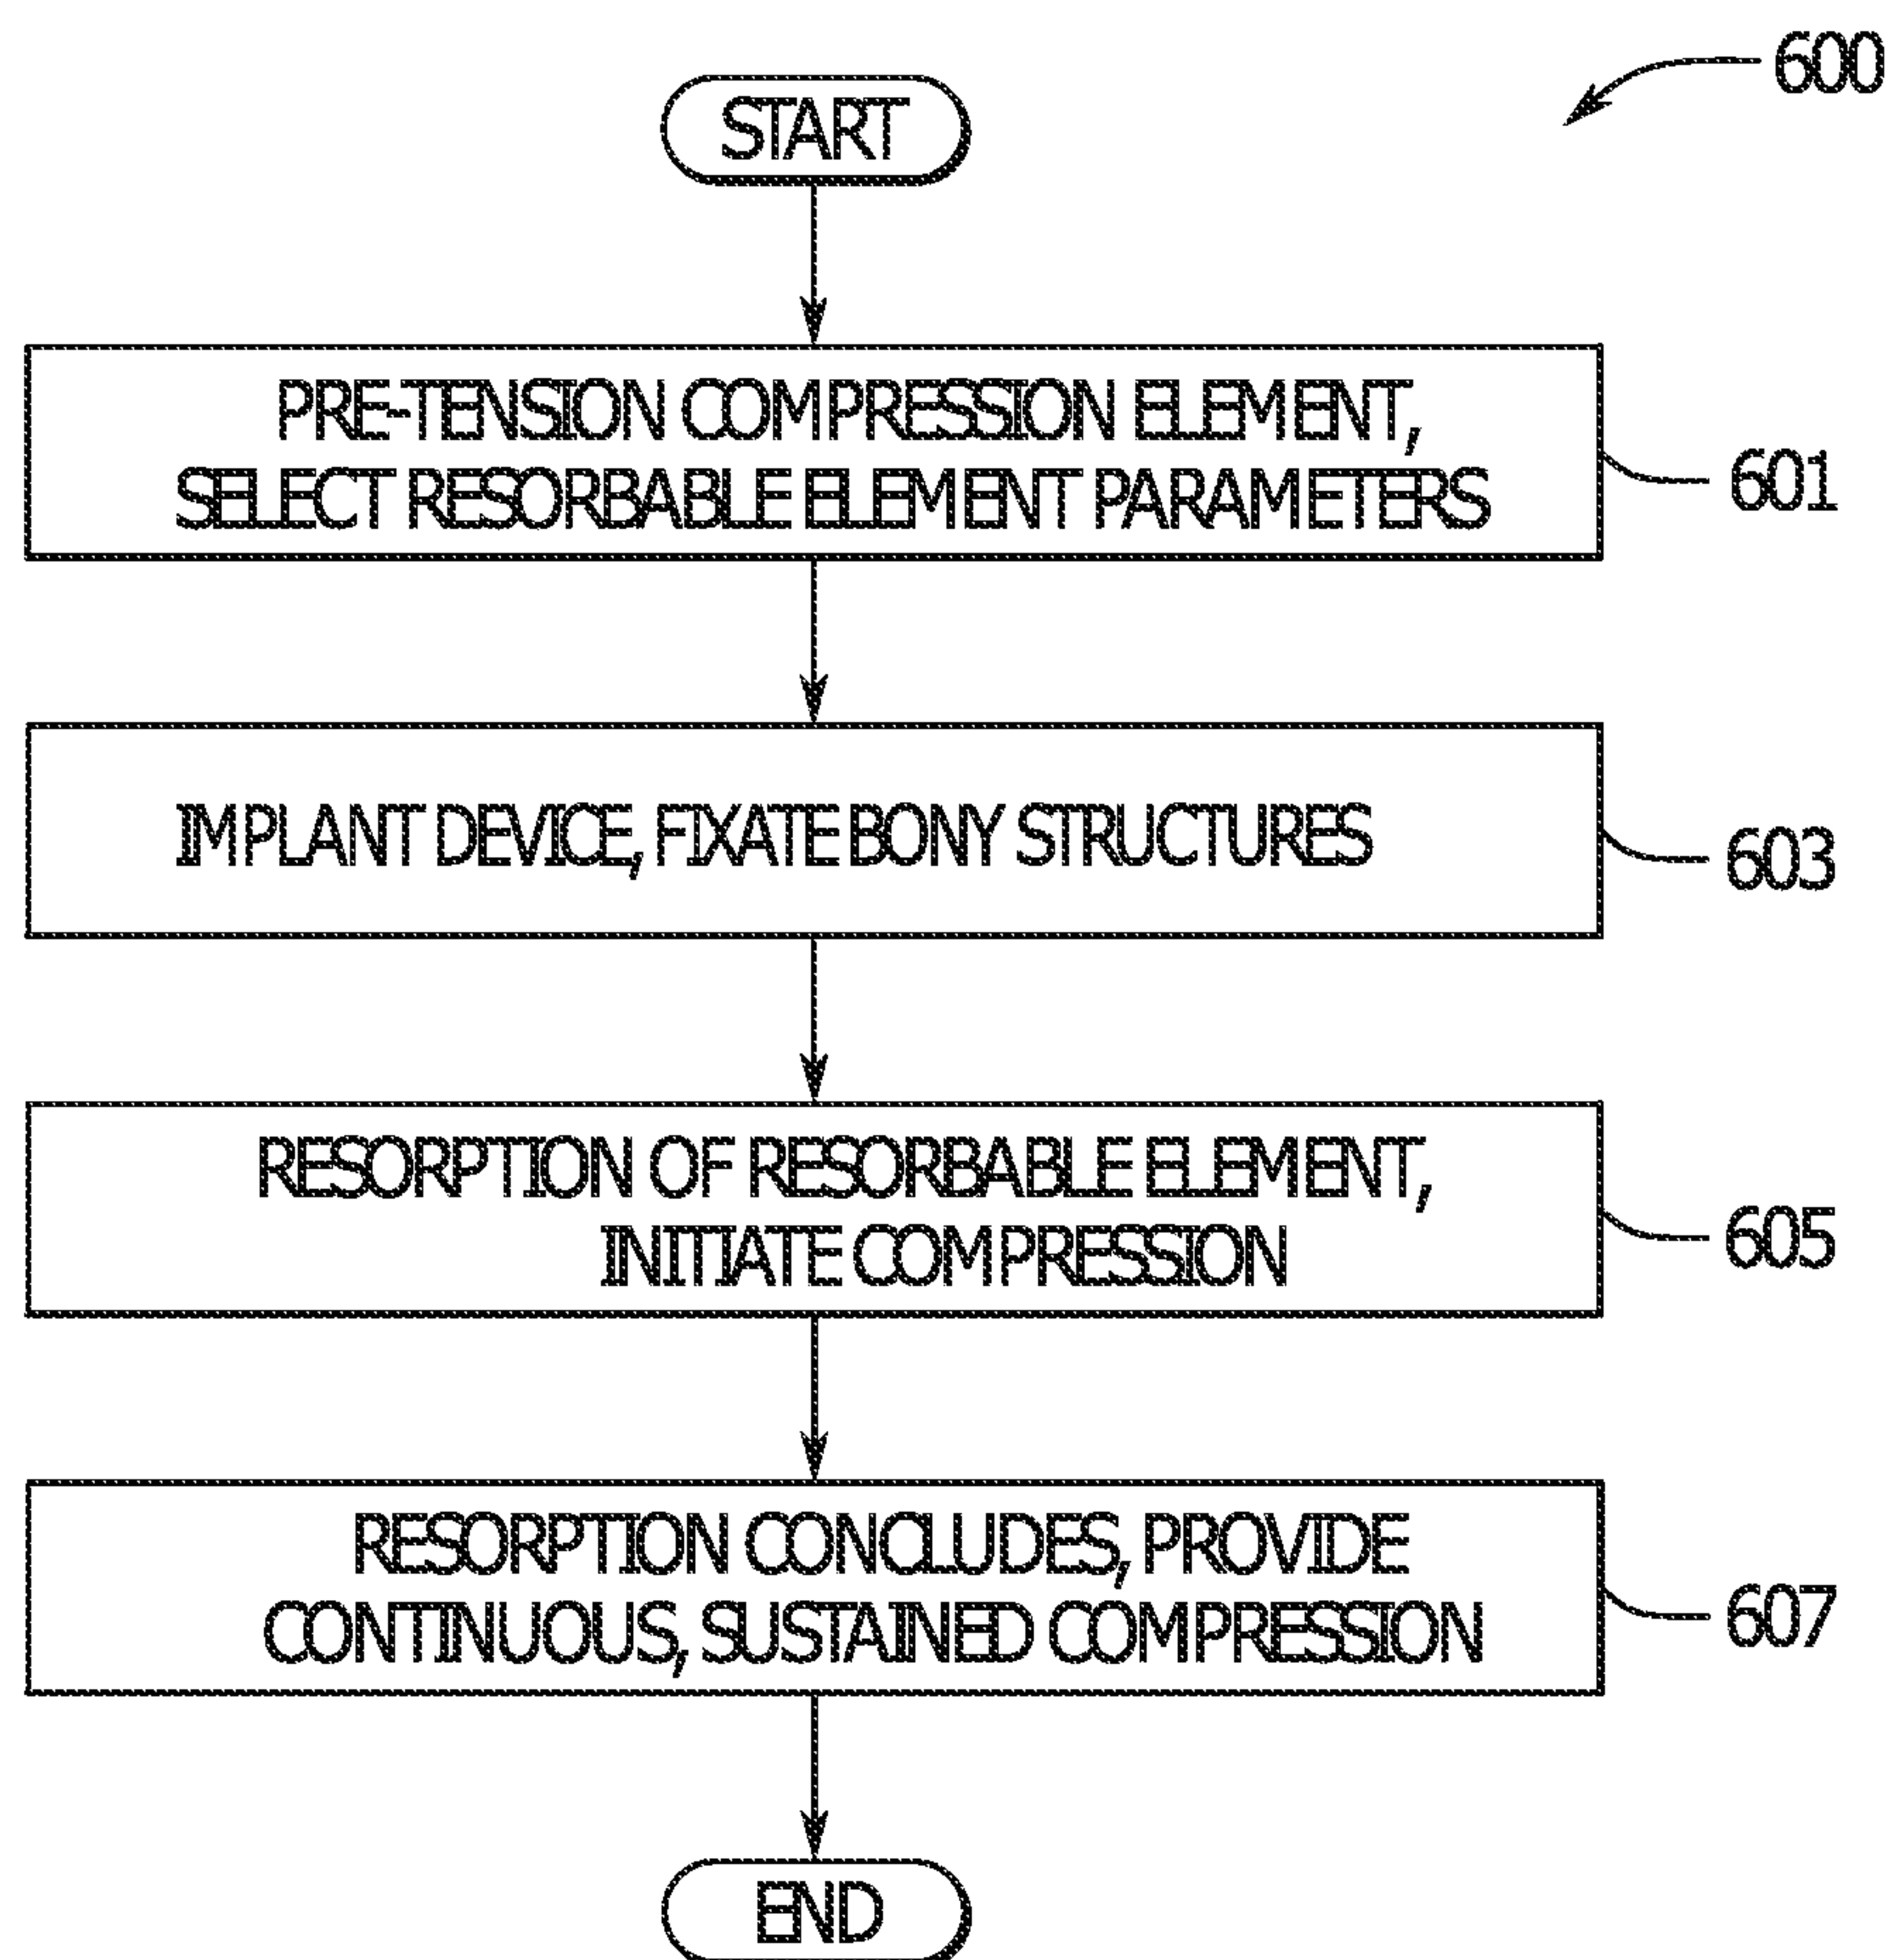 600
START
PRE-TENSION COMPRESSION ELEMENT,
SELECT RESORBABLE ELEMENT PARAMETERS
601
IMPLANT DEVICE, FIXATE BONY STRUCTURES
603
RESORPTION OF RESORBABLE ELEMENT,
INITIATE COMPRESSION
605
RESORPTION CONCLUDES, PROVIDE
CONTINUOUS, SUSTAINED COMPRESSION
607
END